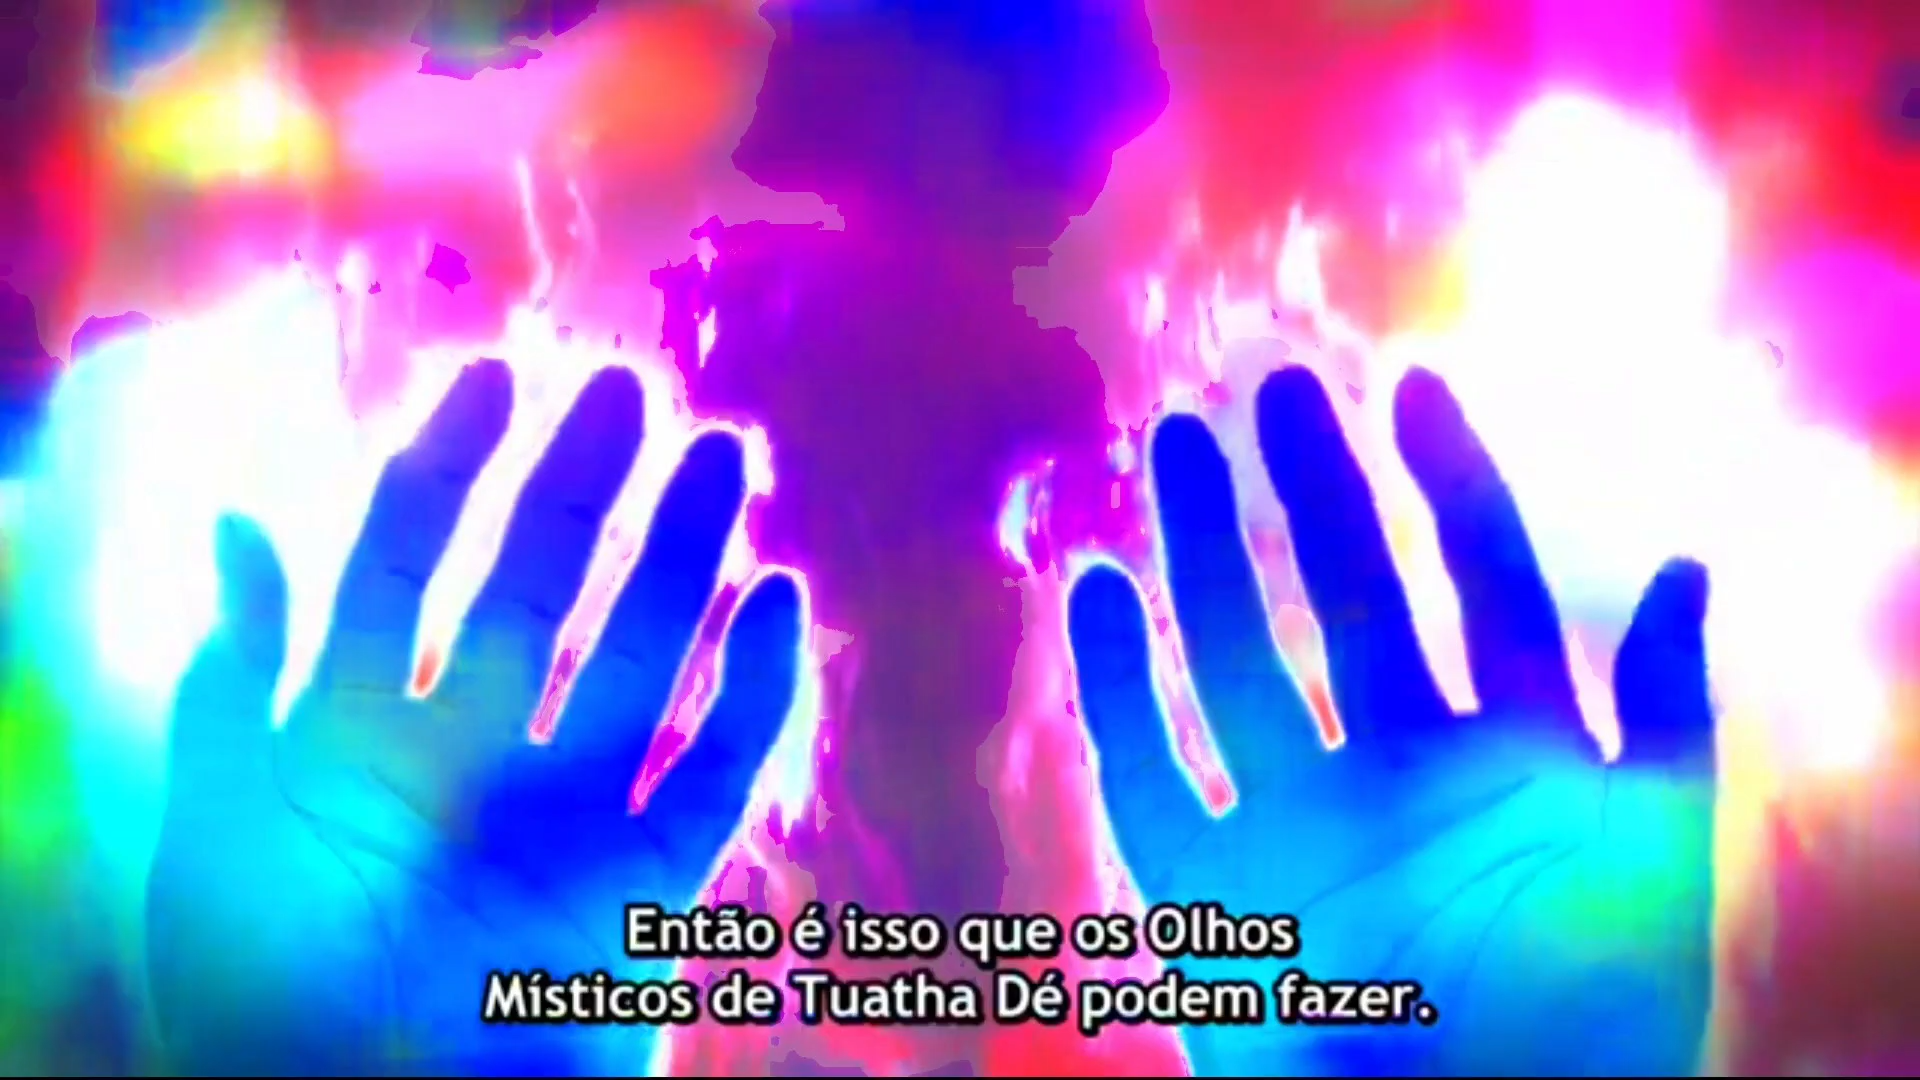 Então é isso que os Olhos
Místicos de Tuatha Dé podem fazer.